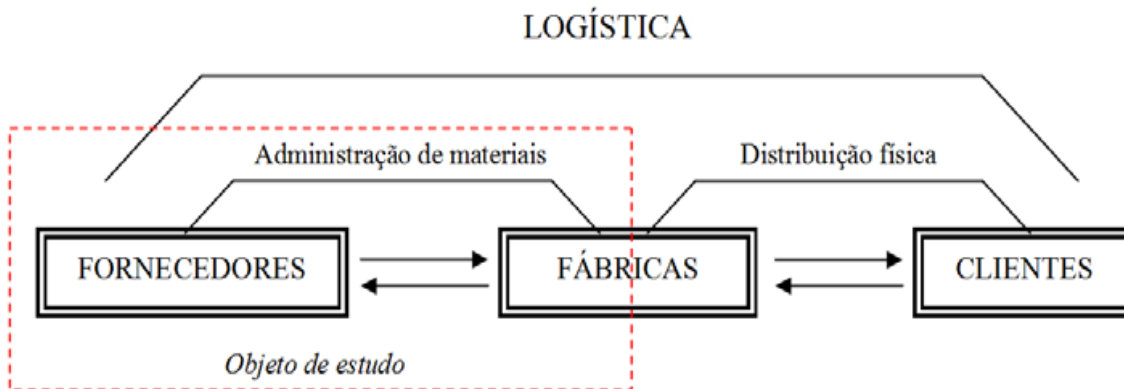 LOGÍSTICA
Administração de materiais
Distribuição física
FORNECEDORES
FÁBRICAS
CLIENTES
Objeto de estudo